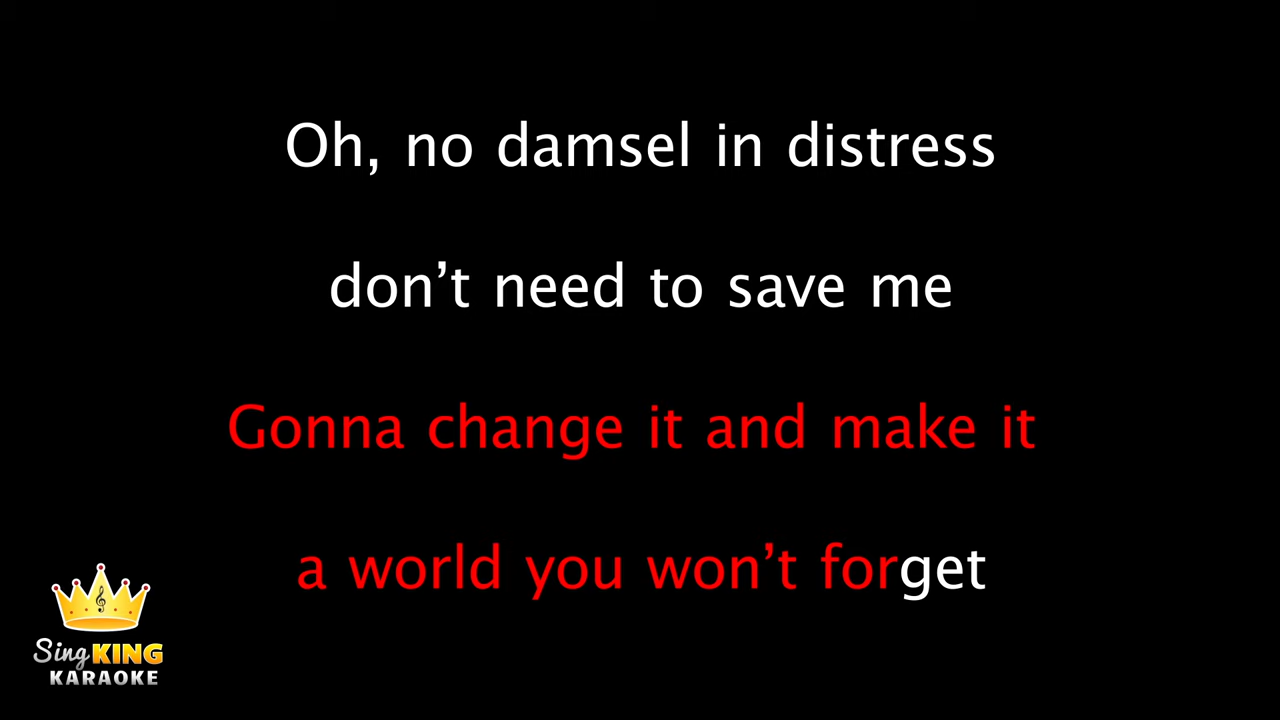 Oh, no damsel in distress
don’t need to save me
Gonna change it and make it
a world you won’t forget
Sing KING
KARAOKE